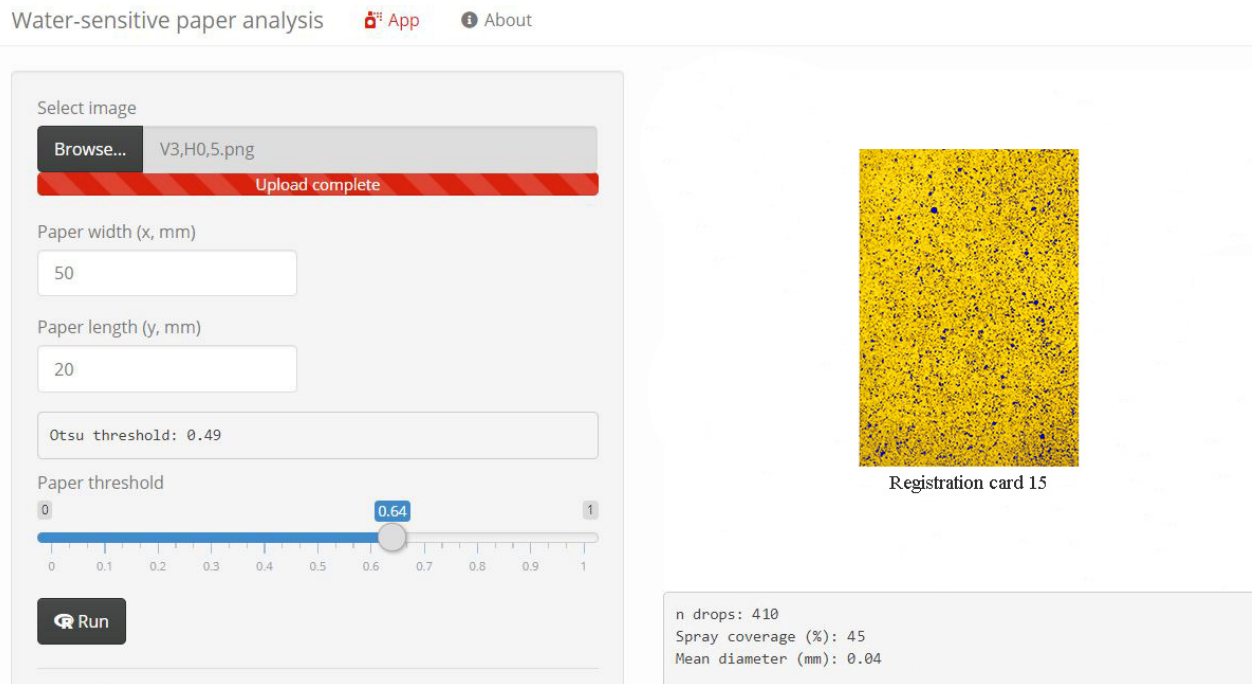 Water-sensitive paper analysis App About
Select image
Browse... V3,H0,5.png
Upload complete
Paper width (x, mm)
50
Paper length (y, mm)
20
Otsu threshold: 0.49
Paper threshold
0 0.64 1
0 0.1 0.2 0.3 0.4 0.5 0.6 0.7 0.8 0.9 1
Run
Registration card 15
n drops: 410
Spray coverage (%): 45
Mean diameter (mm): 0.04